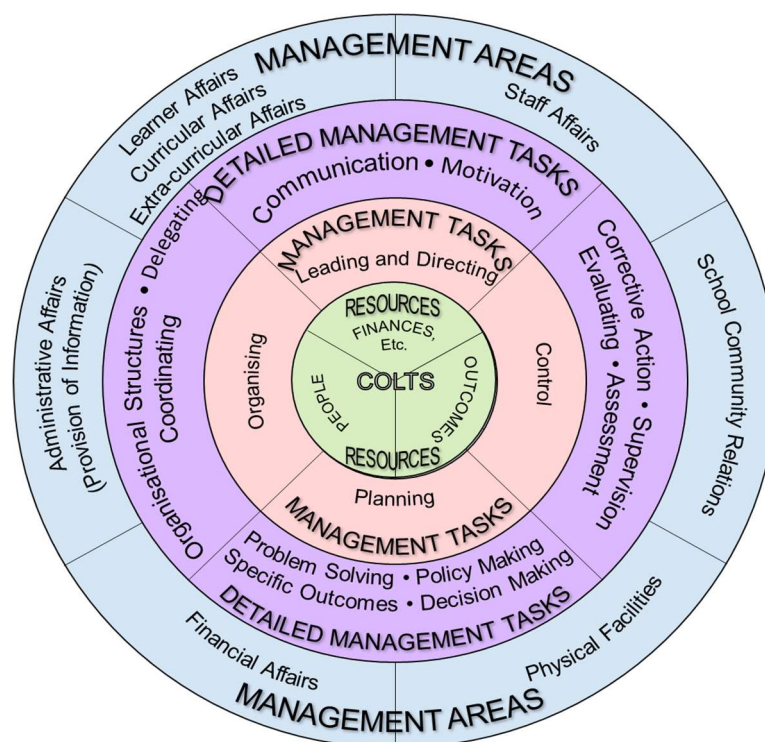 MANAGEMENT AREAS
Learner Affairs
Curricular Affairs
Extra-curricular Affairs
Staff Affairs
DETAILED MANAGEMENT TASKS
Communication • Motivation
MANAGEMENT TASKS
Leading and Directing
RESOURCES
FINANCES,
Etc.
COLTS
PEOPLE
OUTCOMES
RESOURCES
Organising
Control
Planning
MANAGEMENT TASKS
Organisational Structures • Delegating
Coordinating
Corrective Action • Supervision
Evaluating • Assessment
Problem Solving • Policy Making
Specific Outcomes • Decision Making
DETAILED MANAGEMENT TASKS
Administrative Affairs
(Provision of Information)
School Community Relations
Financial Affairs
Physical Facilities
MANAGEMENT AREAS